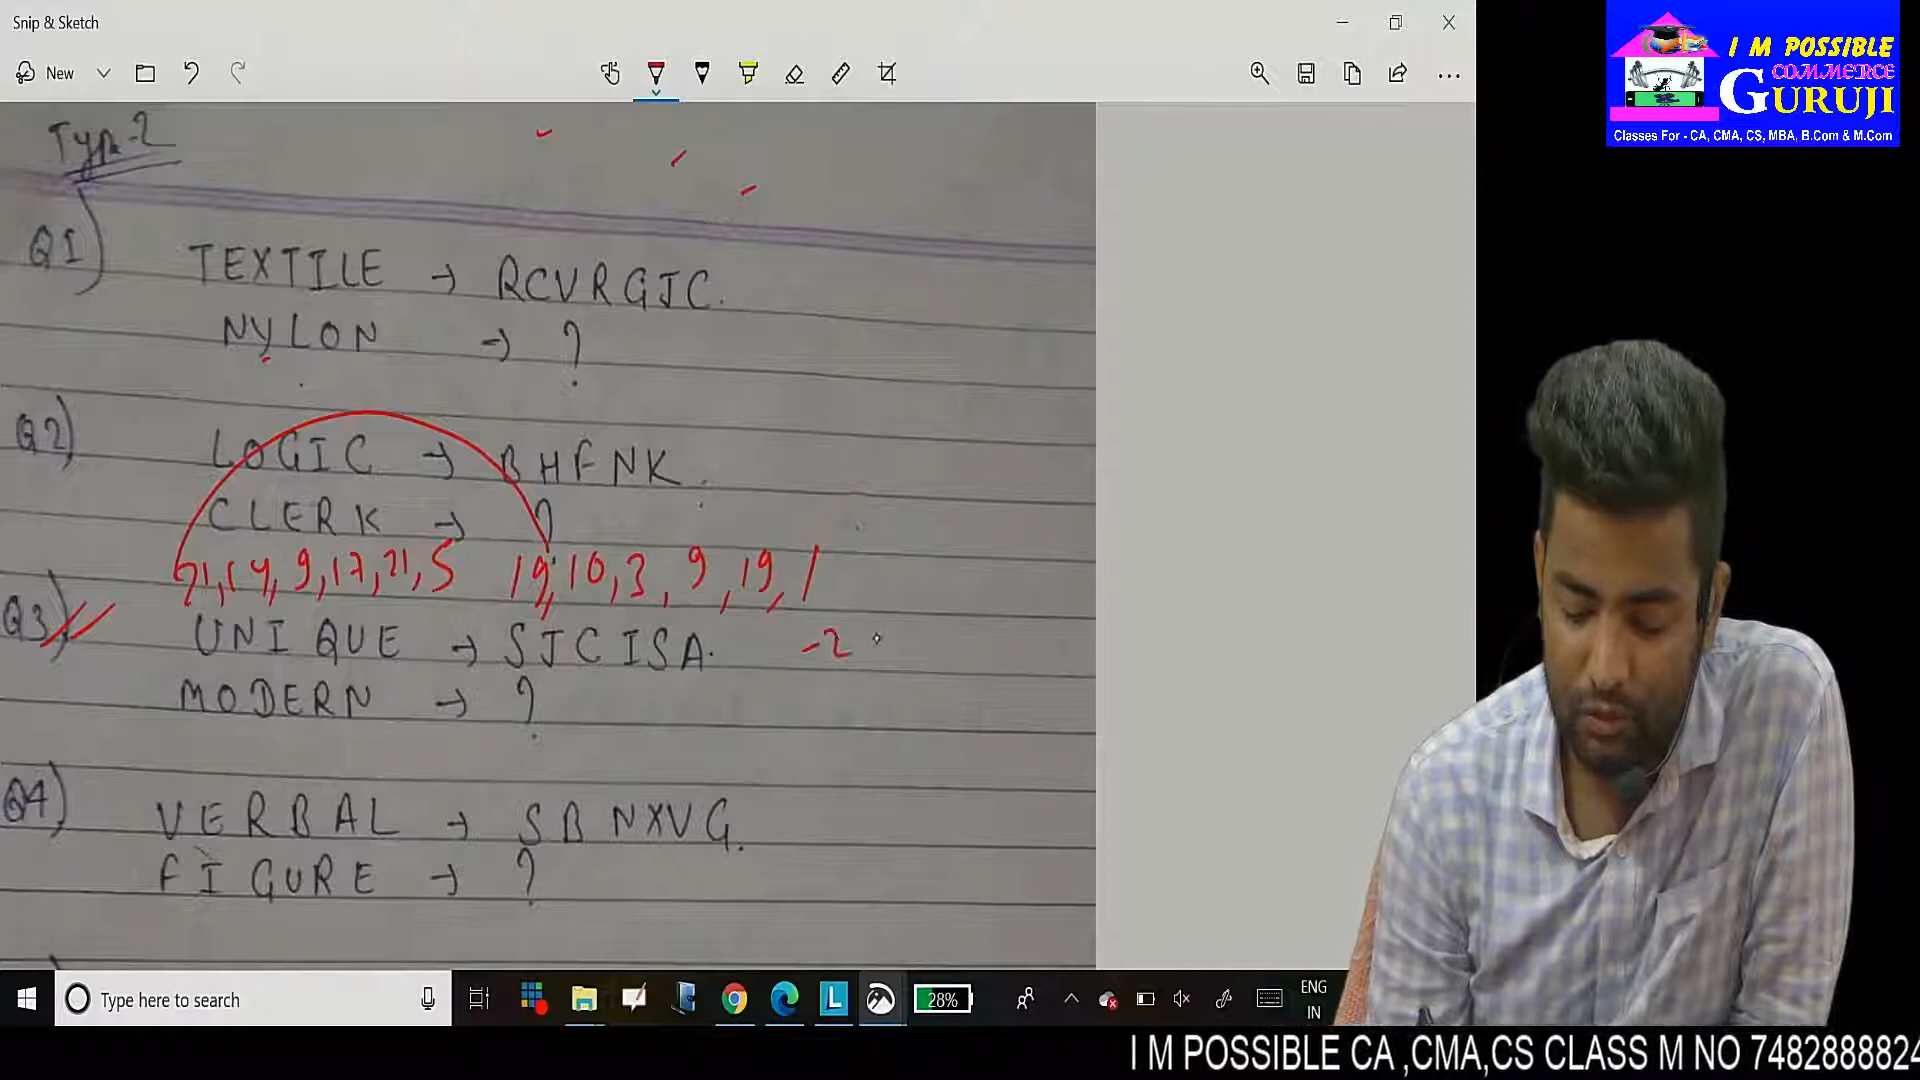 Snip & Sketch
New
I M POSSIBLE
COMMERCE
GURUJI
Classes For - CA, CMA, CS, MBA, B.Com & M.Com
Type-2
Q1) TEXTILE → RCVRGJC.
NYLON → ?
Q2) LOGIC → BHFNK.
CLERK → ?
21,14,9,17,21,5 19,10,3,9,19,1
Q3) UNIQUE → SJCISA. -2
MODERN → ?
Q4) VERBAL → SBNXVG.
FIGURE → ?
Type here to search
28%
ENG
IN
I M POSSIBLE CA ,CMA,CS CLASS M NO 7482888824